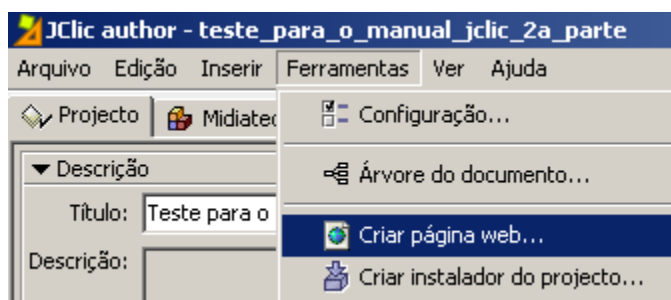 JClic author - teste_para_o_manual_jclic_2a_parte
Arquivo Edição Inserir Ferramentas Ver Ajuda
Projecto Midiatec Configuração...
Descrição Árvore do documento...
Título: Teste para o Criar página web...
Descrição: Criar instalador do projecto...